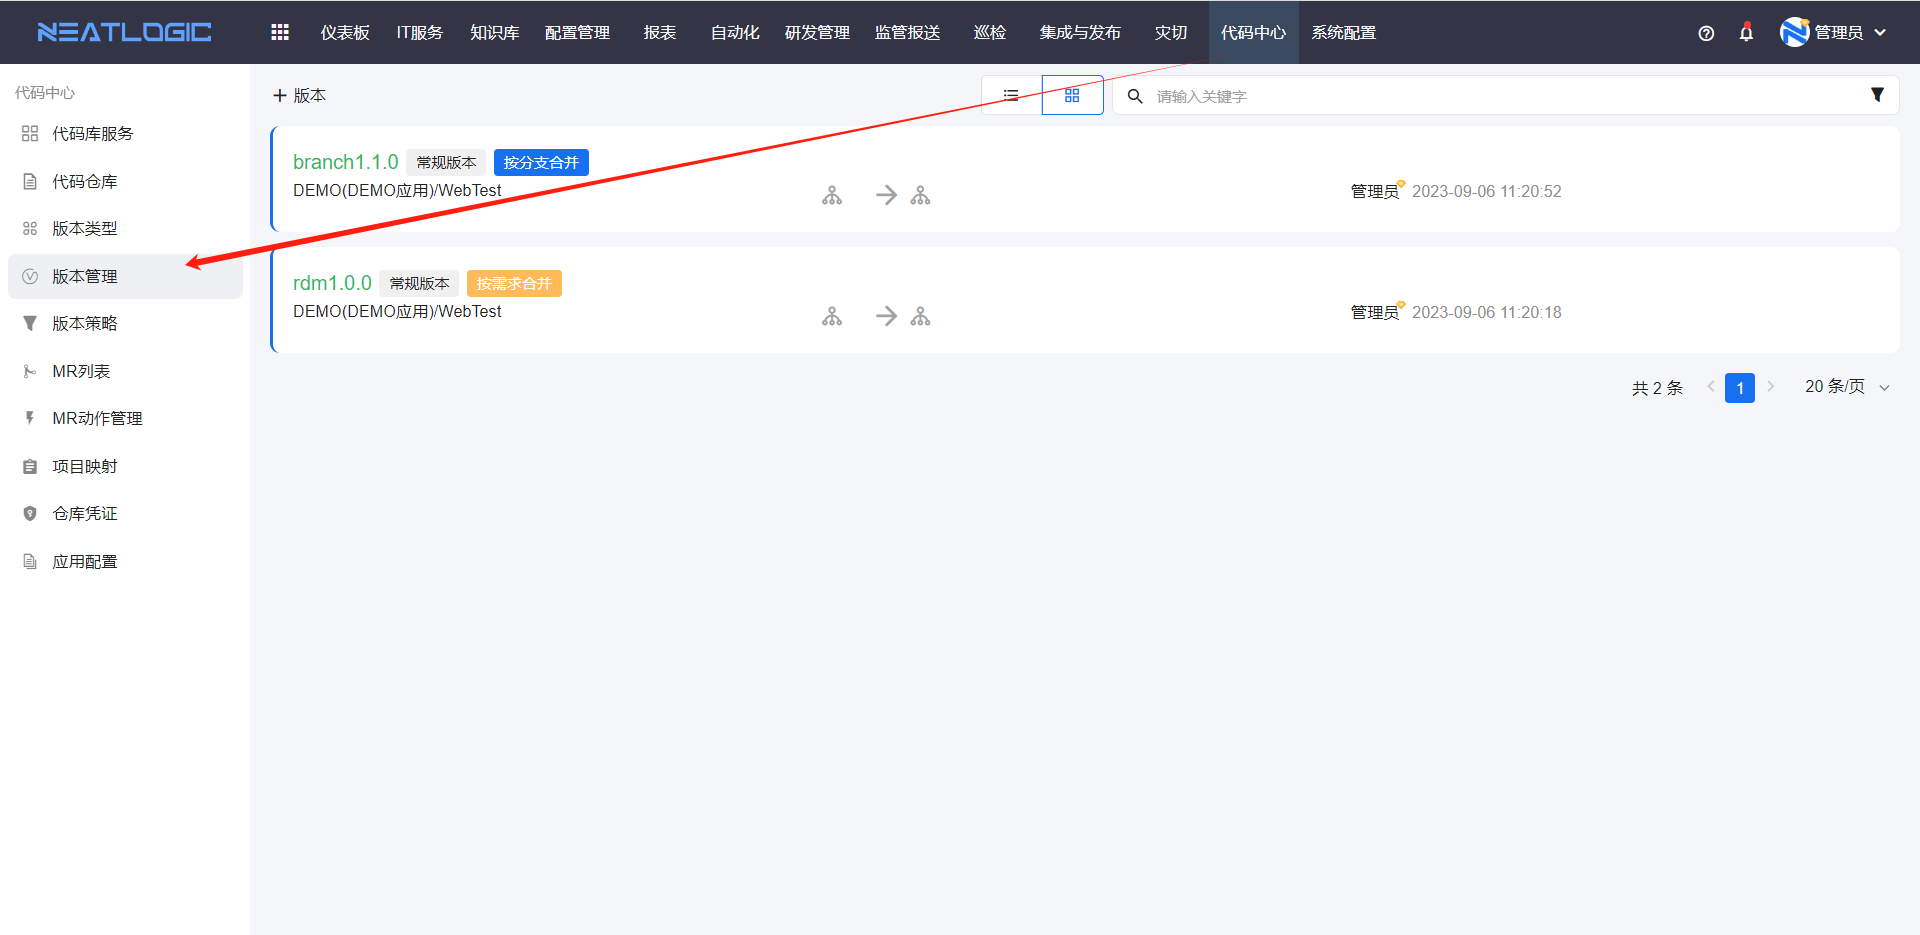 NEATLOGIC 仪表板 IT服务 知识库 配置管理 报表 自动化 研发管理 监管报送 巡检 集成与发布 灾切 代码中心 系统配置 管理员
代码中心
代码库服务
代码仓库
版本类型
版本管理
版本策略
MR列表
MR动作管理
项目映射
仓库凭证
应用配置
版本 请输入关键字
branch1.1.0 常规版本 按分支合并
DEMO(DEMO应用)/WebTest 管理员 2023-09-06 11:20:52
rdm1.0.0 常规版本 按需求合并
DEMO(DEMO应用)/WebTest 管理员 2023-09-06 11:20:18
共 2 条 1 20 条/页